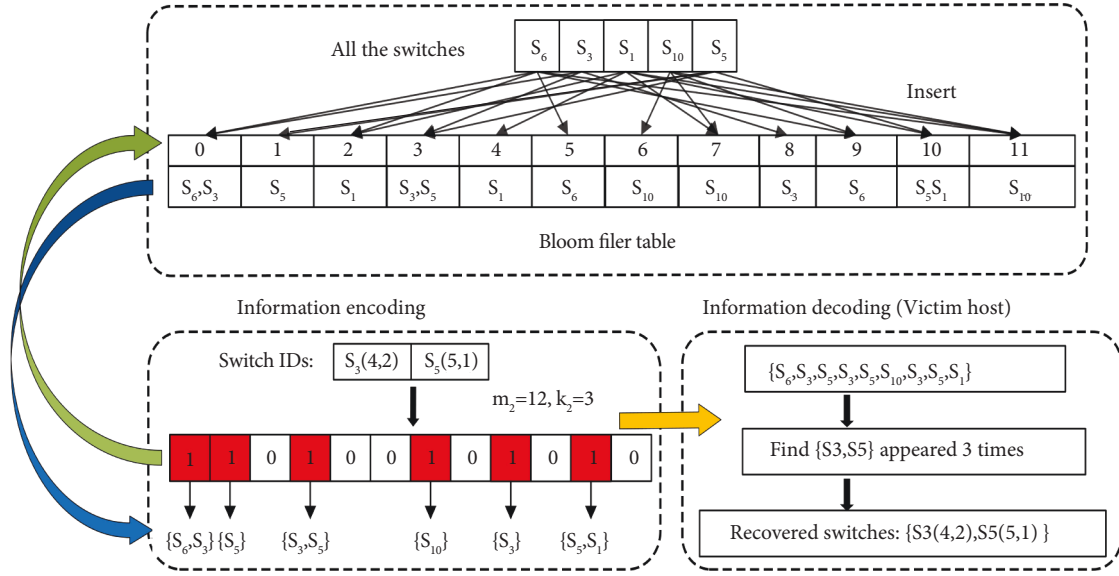 All the switches
S₆ S₃ S₁ S₁₀ S₅
Insert
0 1 2 3 4 5 6 7 8 9 10 11
S₆,S₃ S₅ S₁ S₃,S₅ S₁ S₆ S₁₀ S₁₀ S₃ S₆ S₅S₁ S₁₀
Bloom filer table
Information encoding
Switch IDs: S₃(4,2) S₅(5,1)
m₂=12, k₂=3
1 1 0 1 0 0 1 0 1 0 1 0
{S₆,S₃} {S₅} {S₃,S₅} {S₁₀} {S₃} {S₅,S₁}
Information decoding (Victim host)
{S₆,S₃,S₅,S₃,S₅,S₁₀,S₃,S₅,S₁}
Find {S3,S5} appeared 3 times
Recovered switches: {S3(4,2),S5(5,1) }